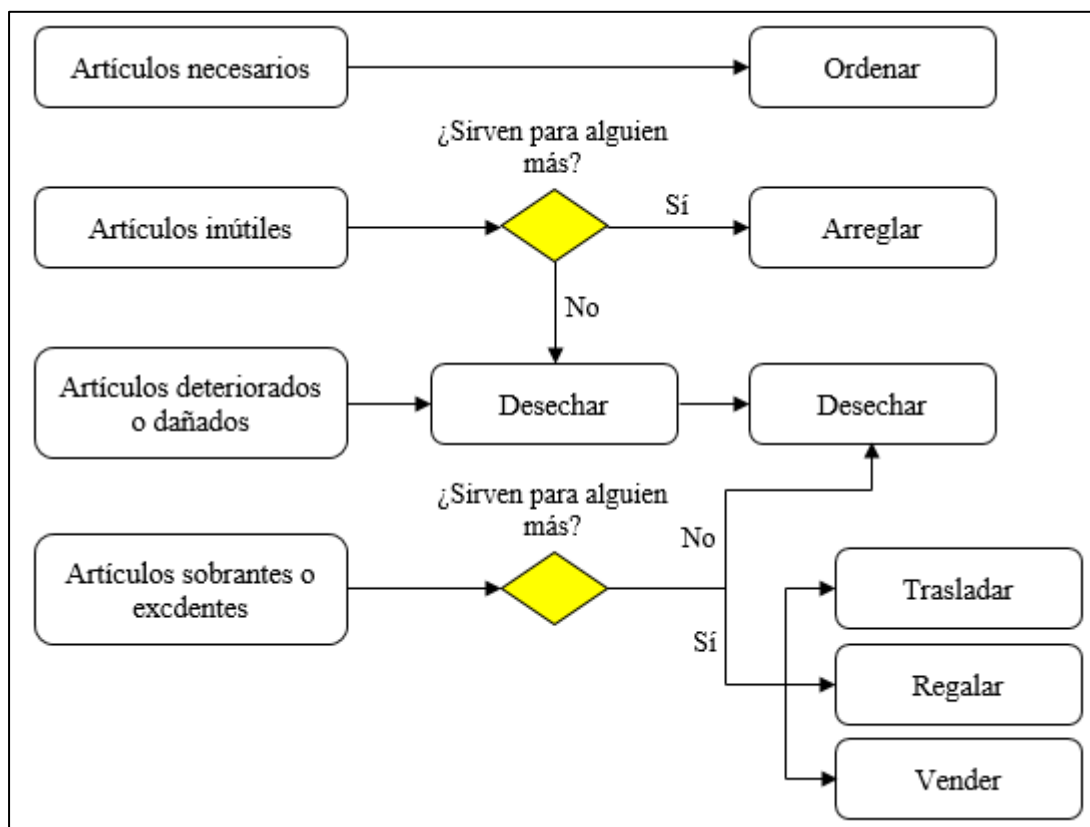 Artículos necesarios
Ordenar
¿Sirven para alguien
más?
Artículos inútiles
Sí
Arreglar
No
Artículos deteriorados
o dañados
Desechar
Desechar
¿Sirven para alguien
más?
No
Artículos sobrantes o
excdentes
Trasladar
Sí
Regalar
Vender